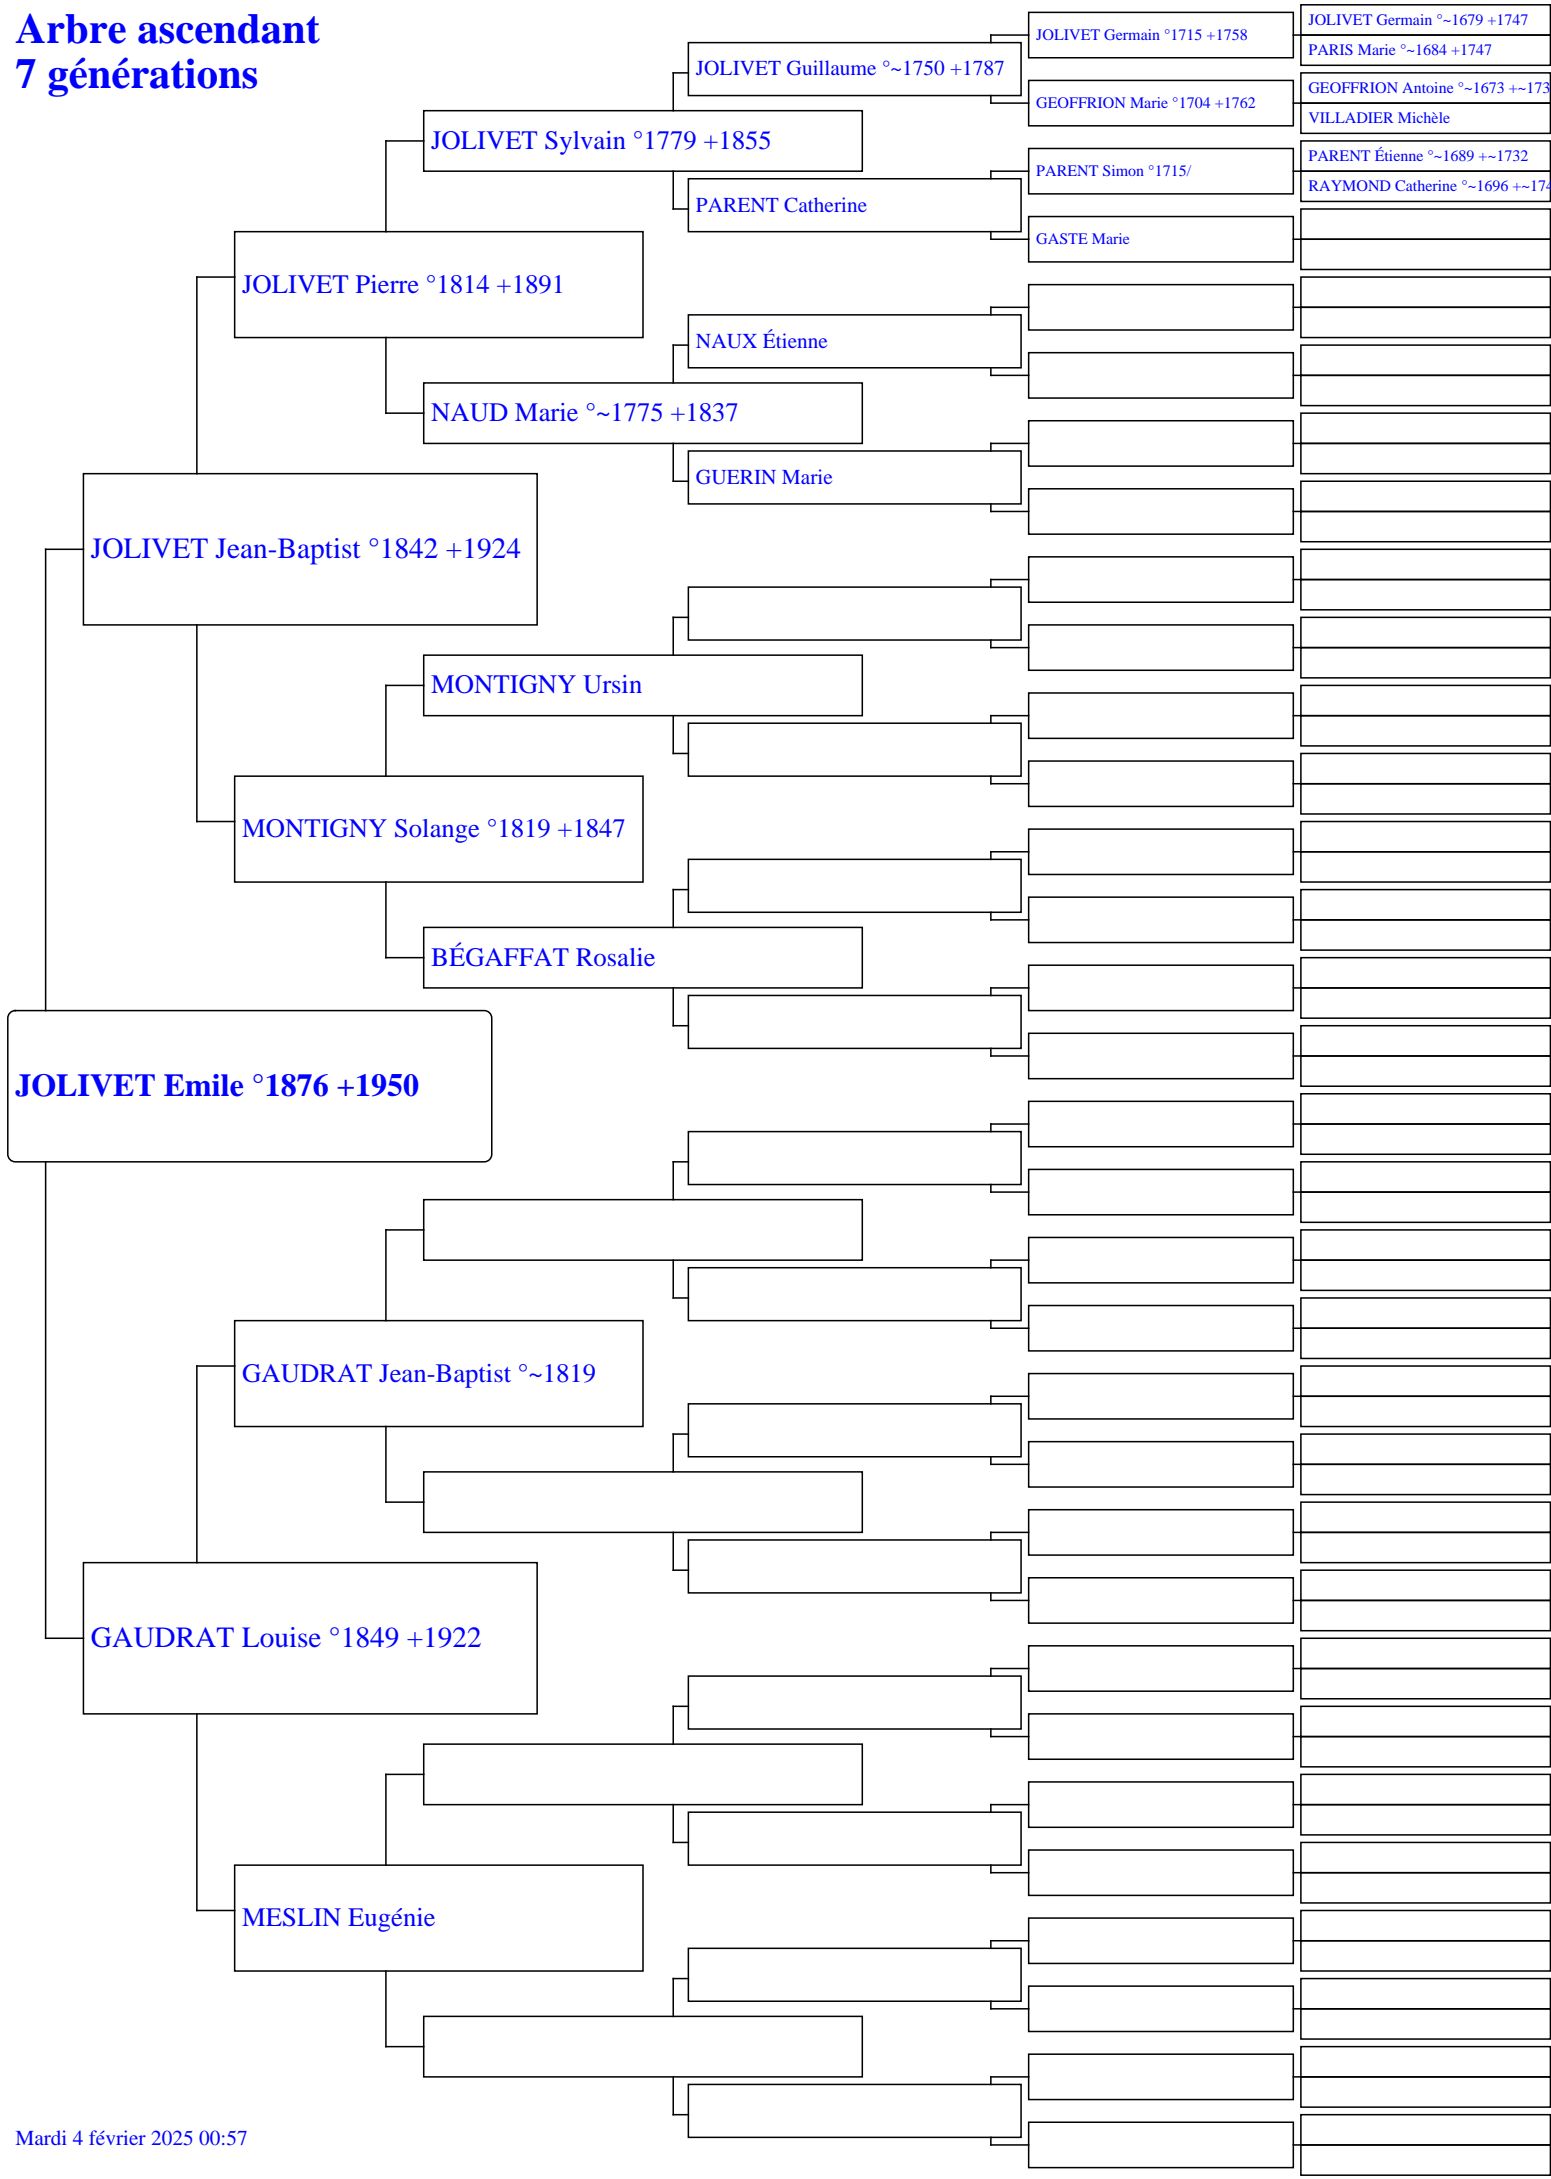 Arbre ascendant
7 générations
JOLIVET Germain °~1679 +1747
JOLIVET Germain °1715 +1758
PARIS Marie °~1684 +1747
JOLIVET Guillaume °~1750 +1787
GEOFFRION Antoine °~1673 +~173
GEOFFRION Marie °1704 +1762
VILLADIER Michèle
JOLIVET Sylvain °1779 +1855
PARENT Étienne °~1689 +~1732
PARENT Simon °1715/
RAYMOND Catherine °~1696 +~174
PARENT Catherine
GASTE Marie
JOLIVET Pierre °1814 +1891
NAUX Étienne
NAUD Marie °~1775 +1837
GUERIN Marie
JOLIVET Jean-Baptist °1842 +1924
MONTIGNY Ursin
MONTIGNY Solange °1819 +1847
BÉGAFFAT Rosalie
JOLIVET Emile °1876 +1950
GAUDRAT Jean-Baptist °~1819
GAUDRAT Louise °1849 +1922
MESLIN Eugénie
Mardi 4 février 2025 00:57